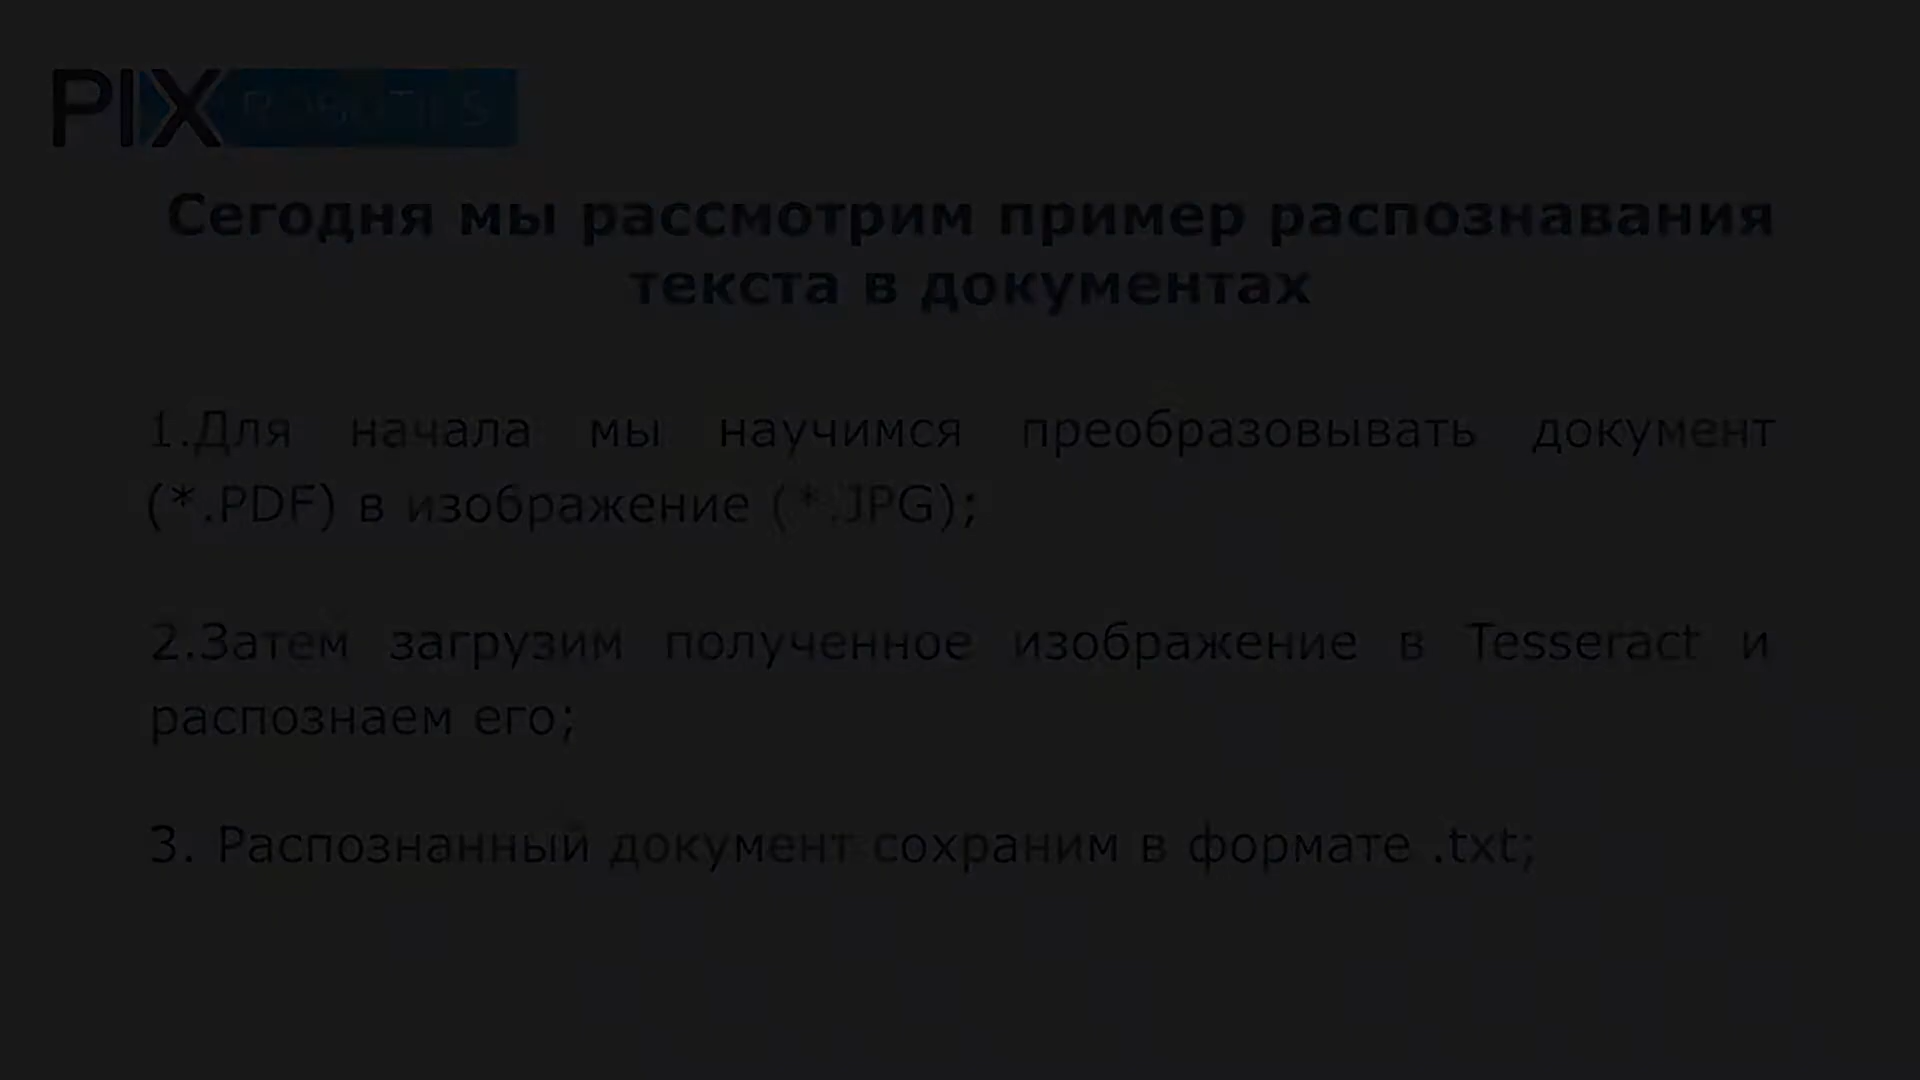 PIX ROBOTICS
Сегодня мы рассмотрим пример распознавания
текста в документах
1.Для начала мы научимся преобразовывать документ
(*.PDF) в изображение (*.JPG);
2.Затем загрузим полученное изображение в Tesseract и
распознаем его;
3. Распознанный документ сохраним в формате .txt;